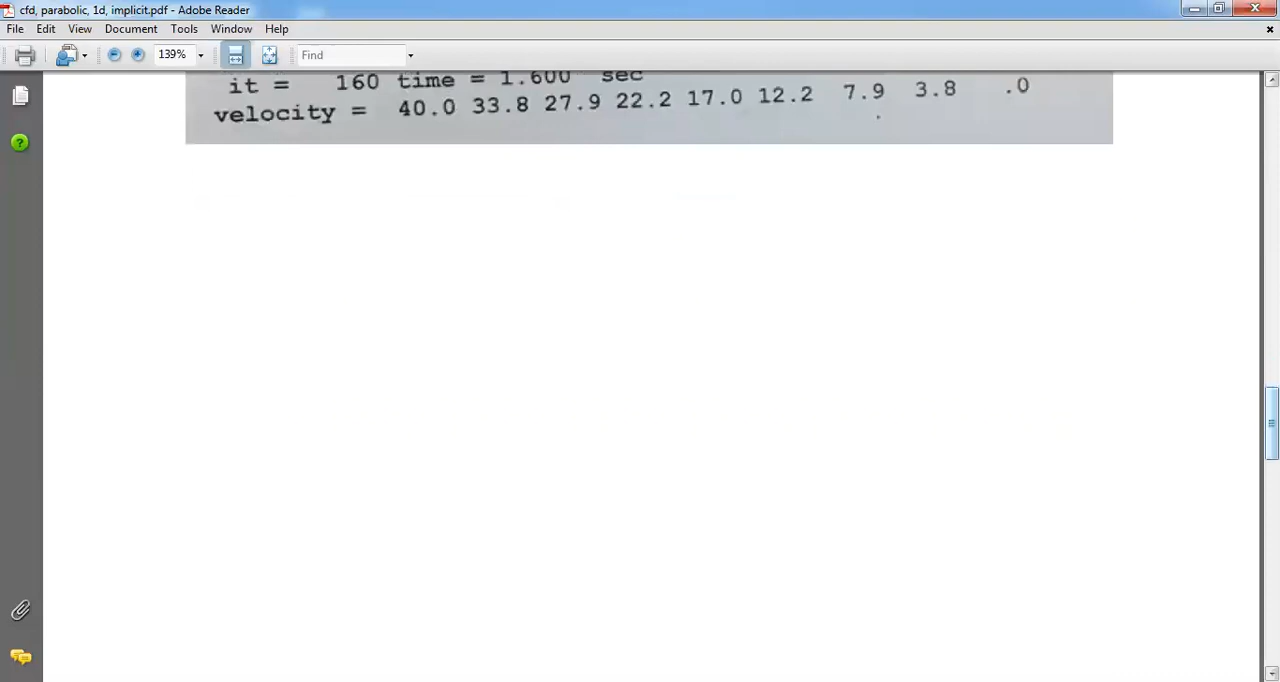 cfd, parabolic, 1d, implicit.pdf - Adobe Reader
File Edit View Document Tools Window Help
139% Find
it = 160 time = 1.600 sec
velocity = 40.0 33.8 27.9 22.2 17.0 12.2 7.9 3.8 .0